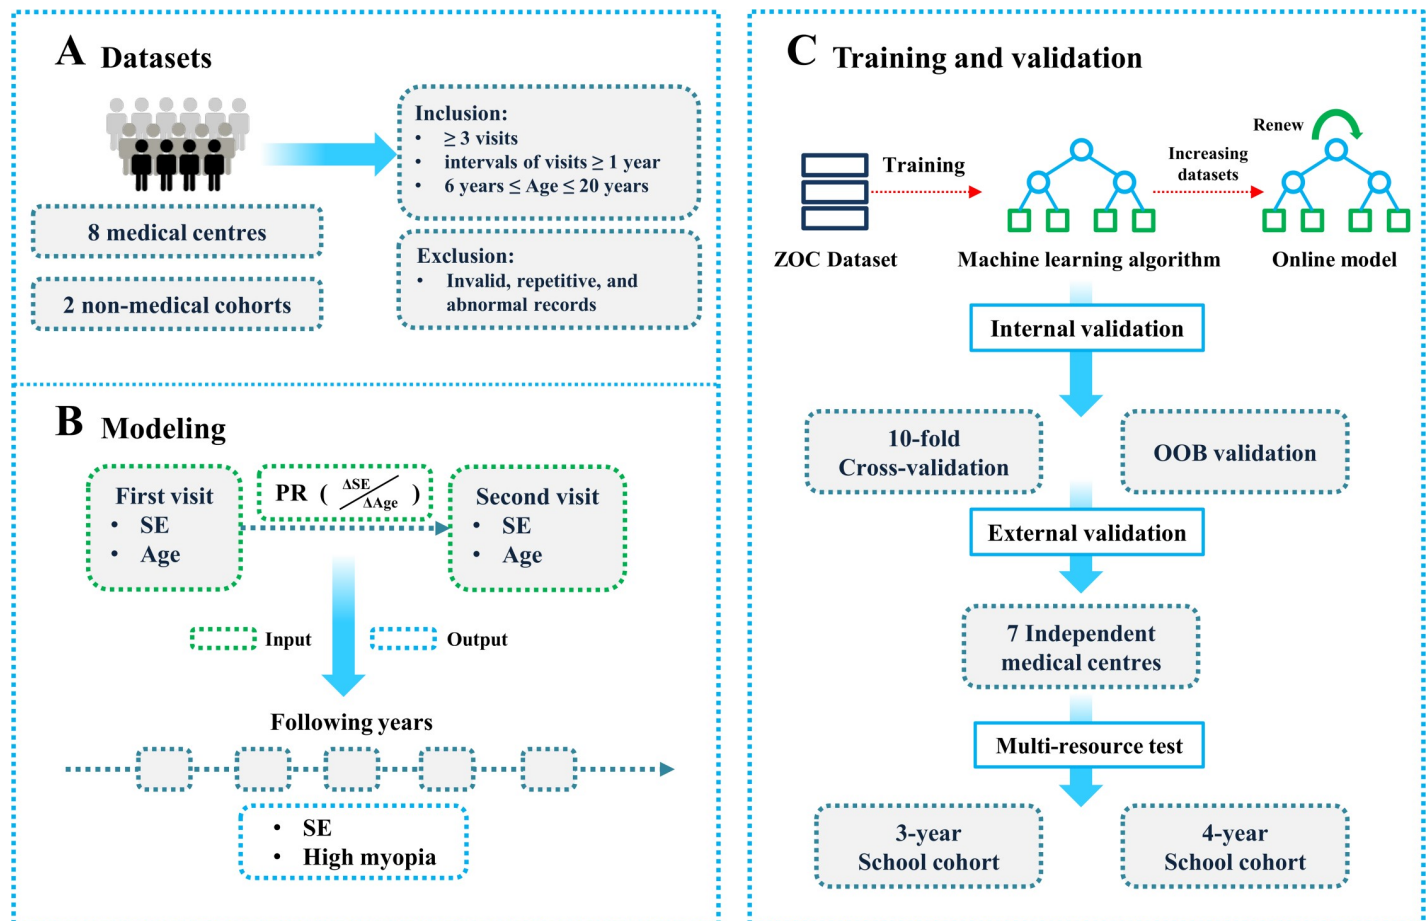 A Datasets
8 medical centres
2 non-medical cohorts
Inclusion:
• ≥ 3 visits
• intervals of visits ≥ 1 year
• 6 years ≤ Age ≤ 20 years
Exclusion:
• Invalid, repetitive, and
abnormal records
B Modeling
First visit
• SE
• Age
PR ( ΔSE/ΔAge )
Second visit
• SE
• Age
Input
Output
Following years
• SE
• High myopia
C Training and validation
ZOC Dataset
Training
Machine learning algorithm
Increasing
datasets
Renew
Online model
Internal validation
10-fold
Cross-validation
OOB validation
External validation
7 Independent
medical centres
Multi-resource test
3-year
School cohort
4-year
School cohort